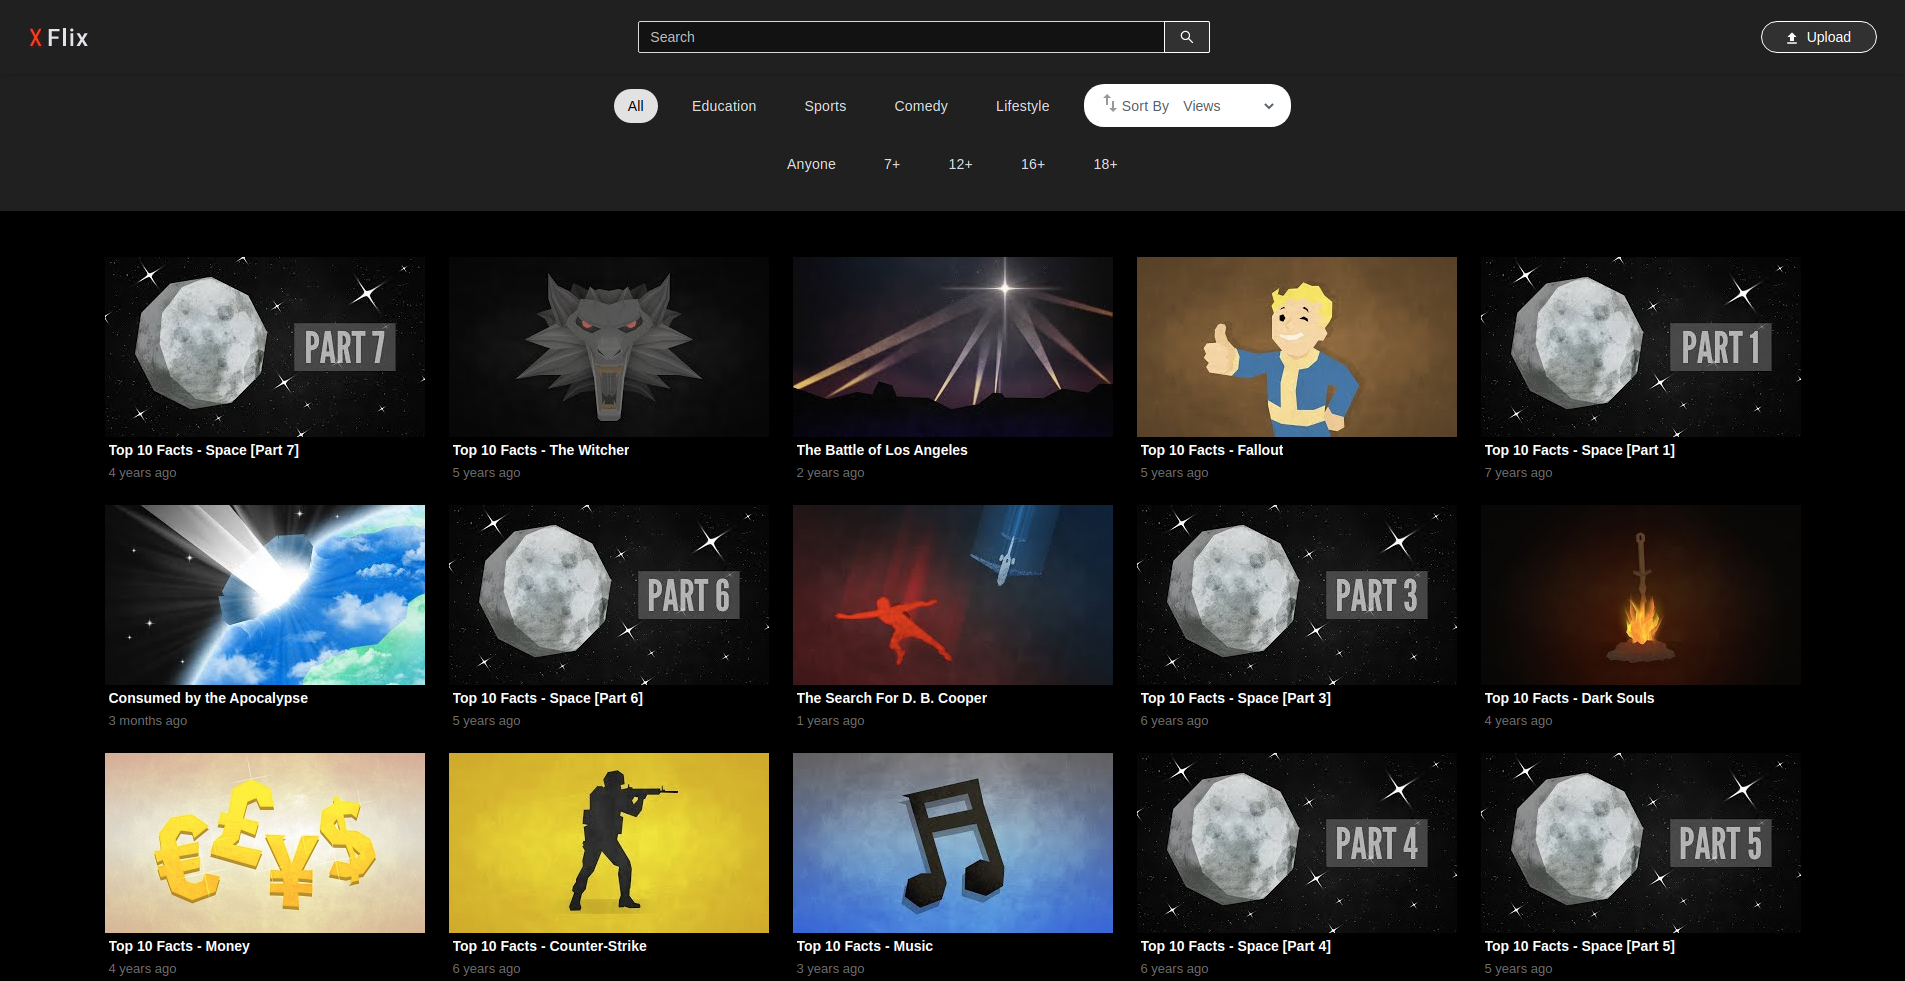 X Flix
Search
Upload
All Education Sports Comedy Lifestyle Sort By Views
Anyone 7+ 12+ 16+ 18+
PART 7
PART 1
Top 10 Facts - Space [Part 7] Top 10 Facts - The Witcher The Battle of Los Angeles Top 10 Facts - Fallout Top 10 Facts - Space [Part 1]
4 years ago 5 years ago 2 years ago 5 years ago 7 years ago
PART 6
PART 3
Consumed by the Apocalypse Top 10 Facts - Space [Part 6] The Search For D. B. Cooper Top 10 Facts - Space [Part 3] Top 10 Facts - Dark Souls
3 months ago 5 years ago 1 years ago 6 years ago 4 years ago
€ £ ¥ $
PART 4
PART 5
Top 10 Facts - Money Top 10 Facts - Counter-Strike Top 10 Facts - Music Top 10 Facts - Space [Part 4] Top 10 Facts - Space [Part 5]
4 years ago 6 years ago 3 years ago 6 years ago 5 years ago